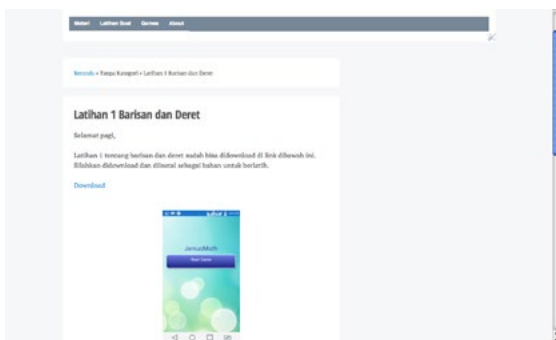 Materi Latihan Soal Games About
Beranda » Tanpa Kategori » Latihan 1 Barisan dan Deret
Latihan 1 Barisan dan Deret
Selamat pagi,
Latihan 1 tentang barisan dan deret sudah bisa didownload di link dibawah ini.
Silahkan didownload dan dibuat sebagai bahan untuk berlatih.
Download
JeniusMath
Start Game